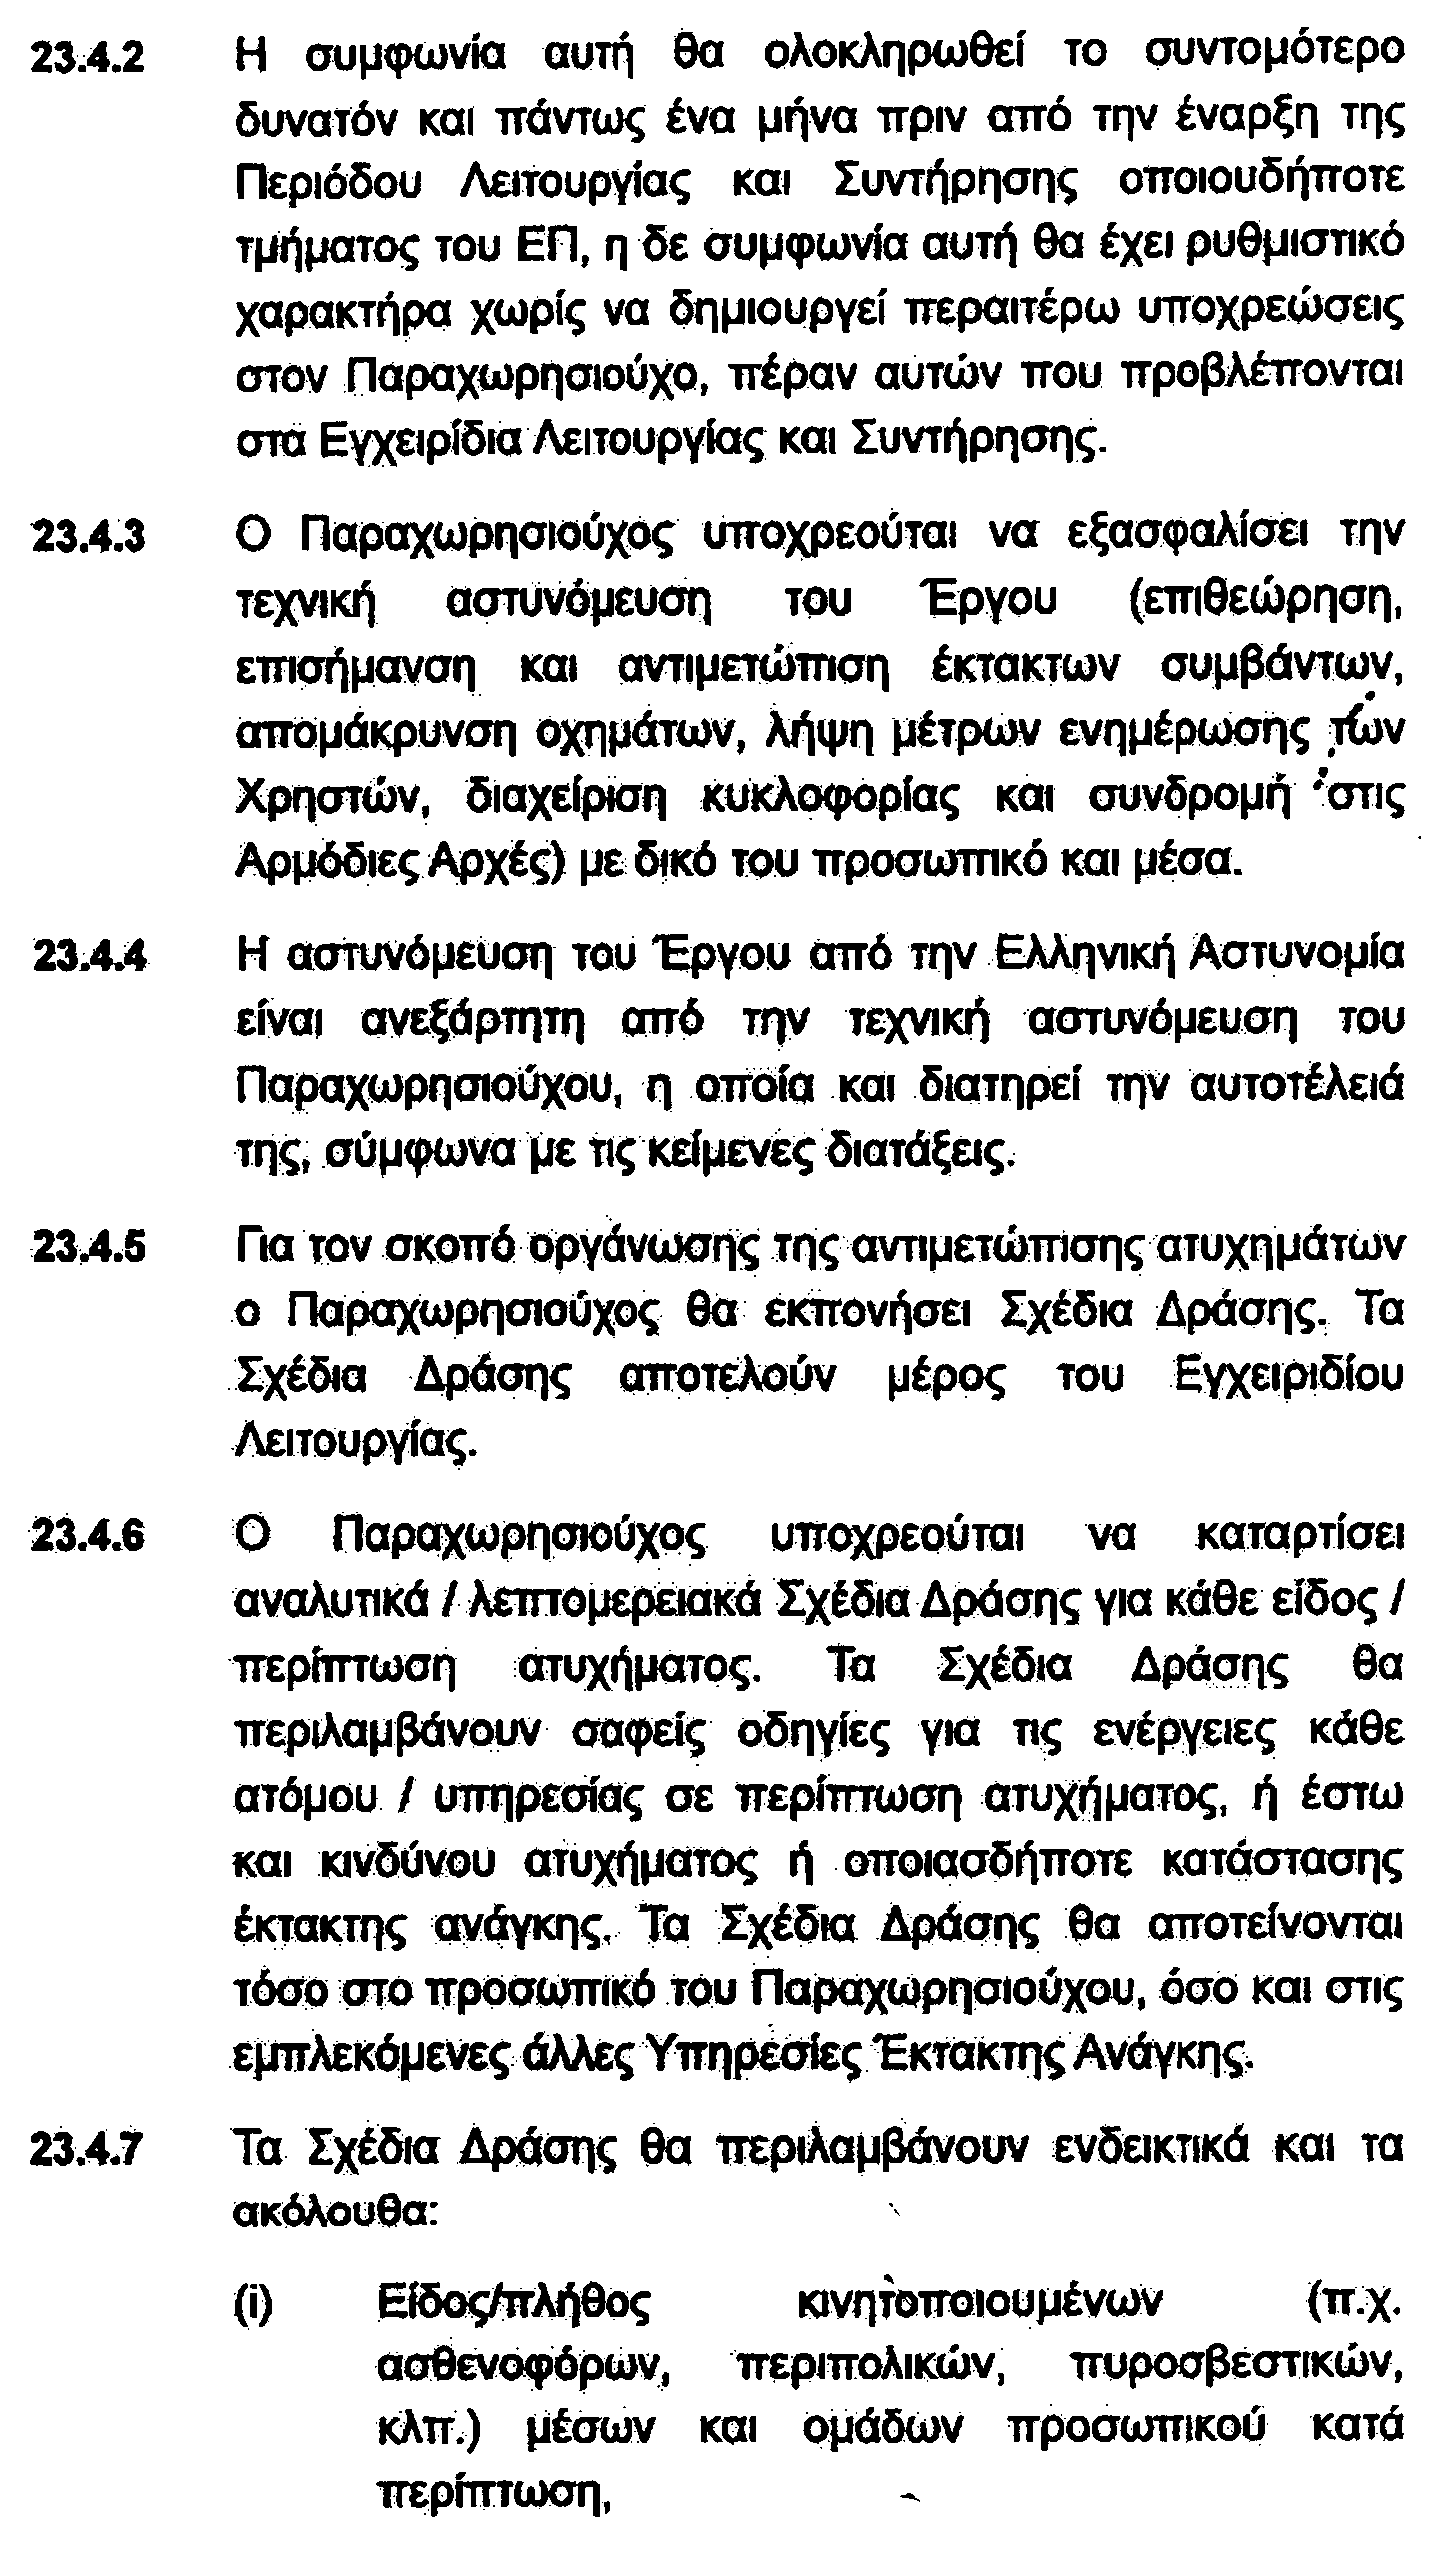 23.4.2 Η συμφωνία αυτή θα ολοκληρωθεί το συντομότερο
δυνατόν και πάντως ένα μήνα πριν από την έναρξη της
Περιόδου Λειτουργίας και Συντήρησης οποιουδήποτε
τμήματος του ΕΠ, η δε συμφωνία αυτή θα έχει ρυθμιστικό
χαρακτήρα χωρίς να δημιουργεί περαιτέρω υποχρεώσεις
στον Παραχωρησιούχο, πέραν αυτών που προβλέπονται
στα Εγχειρίδια Λειτουργίας και Συντήρησης.
23.4.3 Ο Παραχωρησιούχος υποχρεούται να εξασφαλίσει την
τεχνική αστυνόμευση του Έργου (επιθεώρηση,
επισήμανση και αντιμετώπιση έκτακτων συμβάντων,
απομάκρυνση οχημάτων, λήψη μέτρων ενημέρωσης των
Χρηστών, διαχείριση κυκλοφορίας και συνδρομή στις
Αρμόδιες Αρχές) με δικό του προσωπικό και μέσα.
23.4.4 Η αστυνόμευση του Έργου από την Ελληνική Αστυνομία
είναι ανεξάρτητη από την τεχνική αστυνόμευση του
Παραχωρησιούχου, η οποία και διατηρεί την αυτοτέλειά
της, σύμφωνα με τις κείμενες διατάξεις.
23.4.5 Για τον σκοπό οργάνωσης της αντιμετώπισης ατυχημάτων
ο Παραχωρησιούχος θα εκπονήσει Σχέδια Δράσης. Τα
Σχέδια Δράσης αποτελούν μέρος του Εγχειριδίου
Λειτουργίας.
23.4.6 Ο Παραχωρησιούχος υποχρεούται να καταρτίσει
αναλυτικά / λεπτομερειακά Σχέδια Δράσης για κάθε είδος /
περίπτωση ατυχήματος. Τα Σχέδια Δράσης θα
περιλαμβάνουν σαφείς οδηγίες για τις ενέργειες κάθε
ατόμου / υπηρεσίας σε περίπτωση ατυχήματος, ή έστω
και κινδύνου ατυχήματος ή οποιασδήποτε κατάστασης
έκτακτης ανάγκης. Τα Σχέδια Δράσης θα αποτείνονται
τόσο στο προσωπικό του Παραχωρησιούχου, όσο και στις
εμπλεκόμενες άλλες Υπηρεσίες Έκτακτης Ανάγκης.
23.4.7 Τα Σχέδια Δράσης θα περιλαμβάνουν ενδεικτικά και τα
ακόλουθα:
(i) Είδος/πλήθος κινητοποιουμένων (π.χ.
ασθενοφόρων, περιπολικών, πυροσβεστικών,
κλπ.) μέσων και ομάδων προσωπικού κατά
περίπτωση,